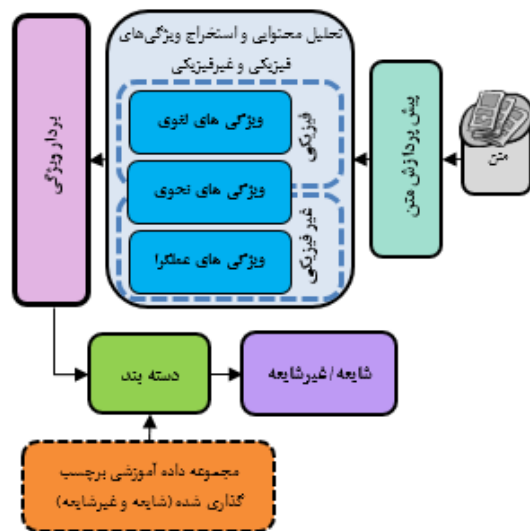 متن
پیش پردازش متن
تحلیل محتوایی و استخراج ویژگی‌های
فیزیکی و غیرفیزیکی
فیزیکی
ویژگی های لغوی
ویژگی های نحوی
غیر فیزیکی
ویژگی های عملگرا
بردار ویژگی
دسته بند
شایعه/غیرشایعه
مجموعه داده آموزشی برچسب
گذاری شده (شایعه و غیرشایعه)